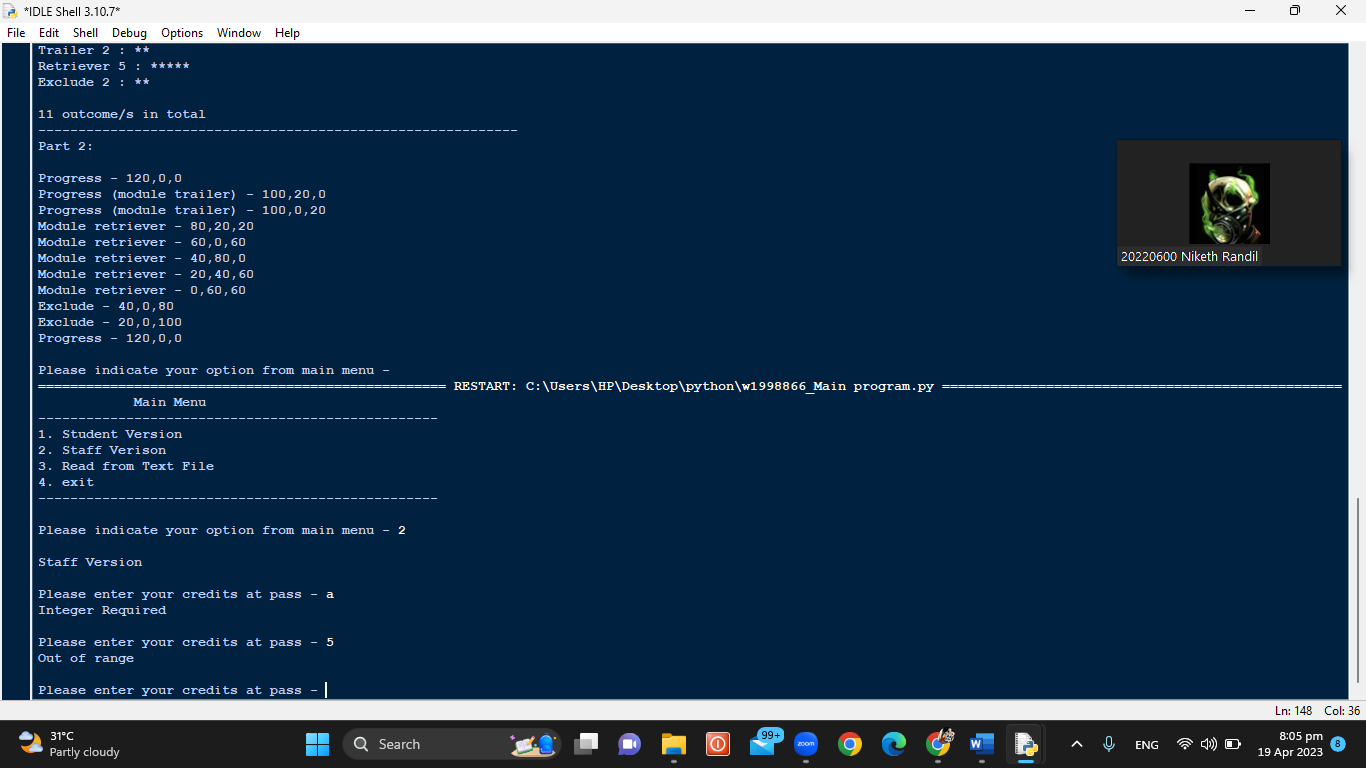 *IDLE Shell 3.10.7*
File Edit Shell Debug Options Window Help
Trailer 2 : **
Retriever 5 : *****
Exclude 2 : **
11 outcome/s in total
------------------------------------------------------------
Part 2:
Progress - 120,0,0
Progress (module trailer) - 100,20,0
Progress (module trailer) - 100,0,20
Module retriever - 80,20,20
Module retriever - 60,0,60
Module retriever - 40,80,0
Module retriever - 20,40,60
Module retriever - 0,60,60
Exclude - 40,0,80
Exclude - 20,0,100
Progress - 120,0,0
Please indicate your option from main menu -
=================================================== RESTART: C:\Users\HP\Desktop\python\w1998866_Main program.py ==================================================
Main Menu
--------------------------------------------------
1. Student Version
2. Staff Verison
3. Read from Text File
4. exit
--------------------------------------------------
Please indicate your option from main menu - 2
Staff Version
Please enter your credits at pass - a
Integer Required
Please enter your credits at pass - 5
Out of range
Please enter your credits at pass -
20220600 Niketh Randil
Ln: 148 Col: 36
31°C
Partly cloudy
Search
99+
zoom
ENG
8:05 pm
19 Apr 2023
8